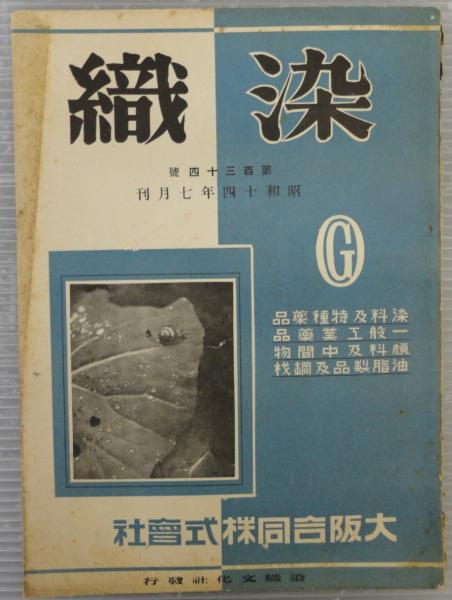 染織
第百三十四號
昭和十四年七月刊
G
染料及特種藥品
一般工業藥品
顔料及中間物
油脂製品及鋼材
大阪合同株式會社
染織文化社發行